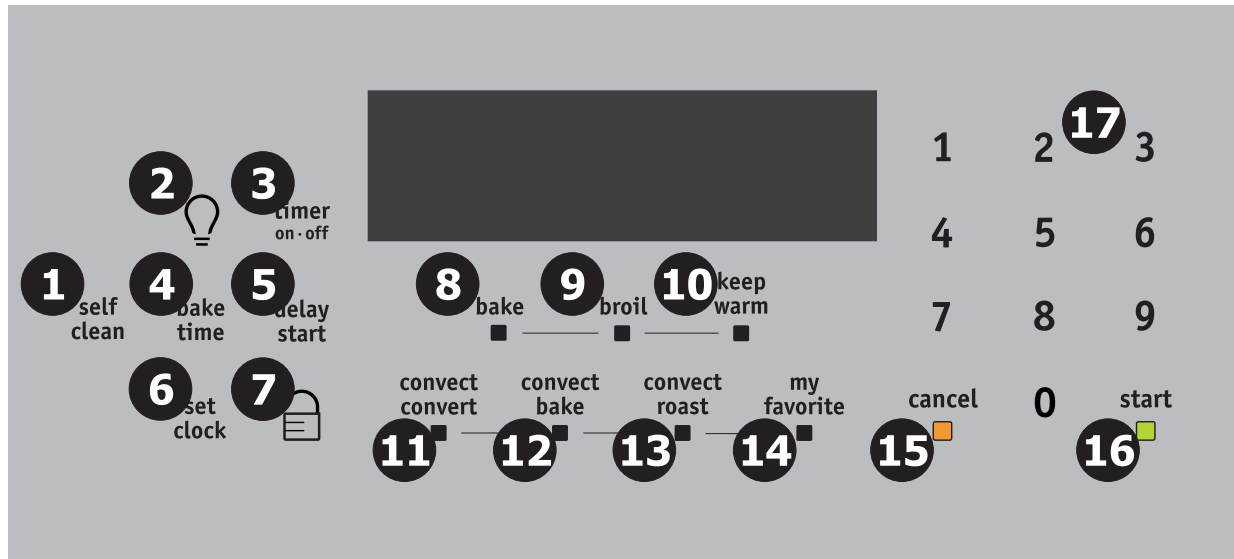 17
1 2 3
2 3
timer
on·off
4 5 6
1 4 5 8 9 10
self
clean
bake
time
delay
start
bake
broil
keep
warm
7 8 9
6 7
set
clock
convect
convert
convect
bake
convect
roast
my
favorite
cancel
0
start
11 12 13 14 15 16